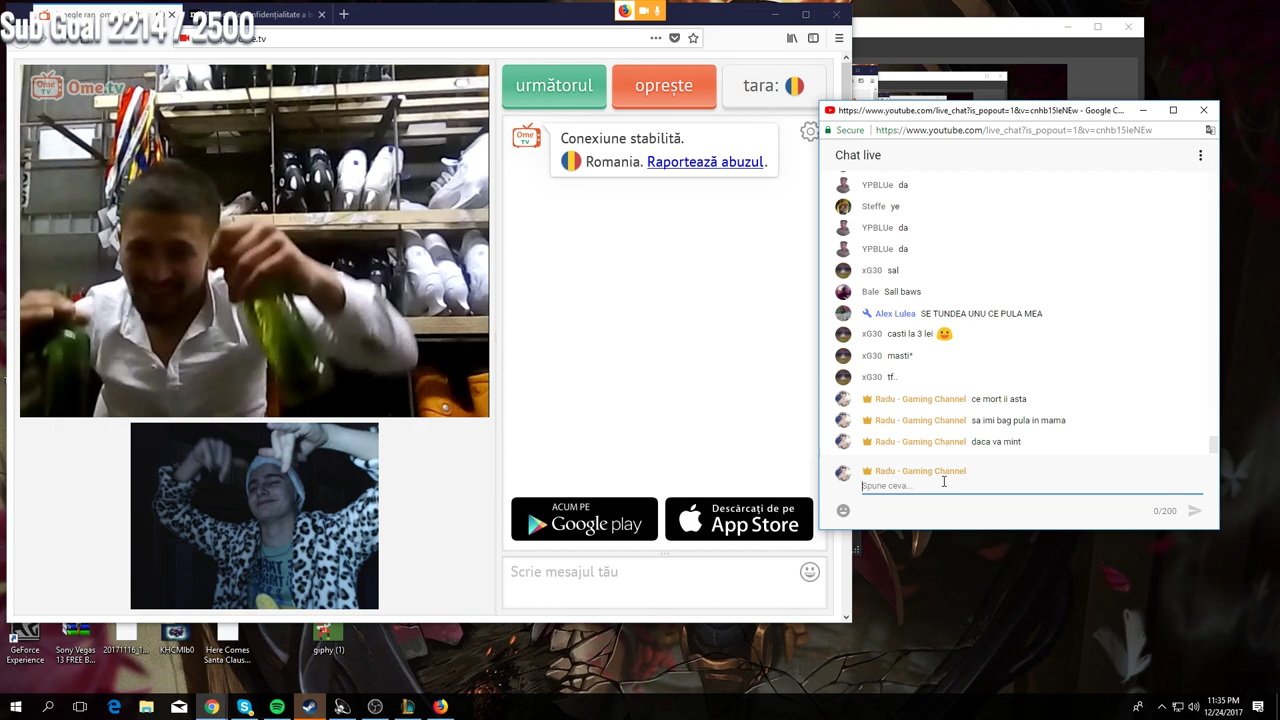 Sub Goal 2214 / 2500
Ome
TV
Ome.tv
următorul
oprește
tara:
Ome
TV
Conexiune stabilită.
Romania. Raportează abuzul.
ACUM PE
Google play
Descărcați de pe
App Store
Scrie mesajul tău
https://www.youtube.com/live_chat?is_popout=1&v=cnhb15IeNEw - Google C...
Secure
https://www.youtube.com/live_chat?is_popout=1&v=cnhb15IeNEw
Chat live
YPBLUe da
Steffe ye
YPBLUe da
YPBLUe da
xG30 sal
Bale Sall baws
Alex Lulea SE TUNDEA UNU CE PULA MEA
xG30 casti la 3 lei
xG30 masti*
xG30 tf..
Radu - Gaming Channel ce mort ii asta
Radu - Gaming Channel sa imi bag pula in mama
Radu - Gaming Channel daca va mint
Radu - Gaming Channel
Spune ceva...
0/200
GeForce
Experience
Sony Vegas
13 FREE B...
20171116_1...
KHCMIb0
Here Comes
Santa Claus...
giphy (1)
11:35 PM
12/24/2017